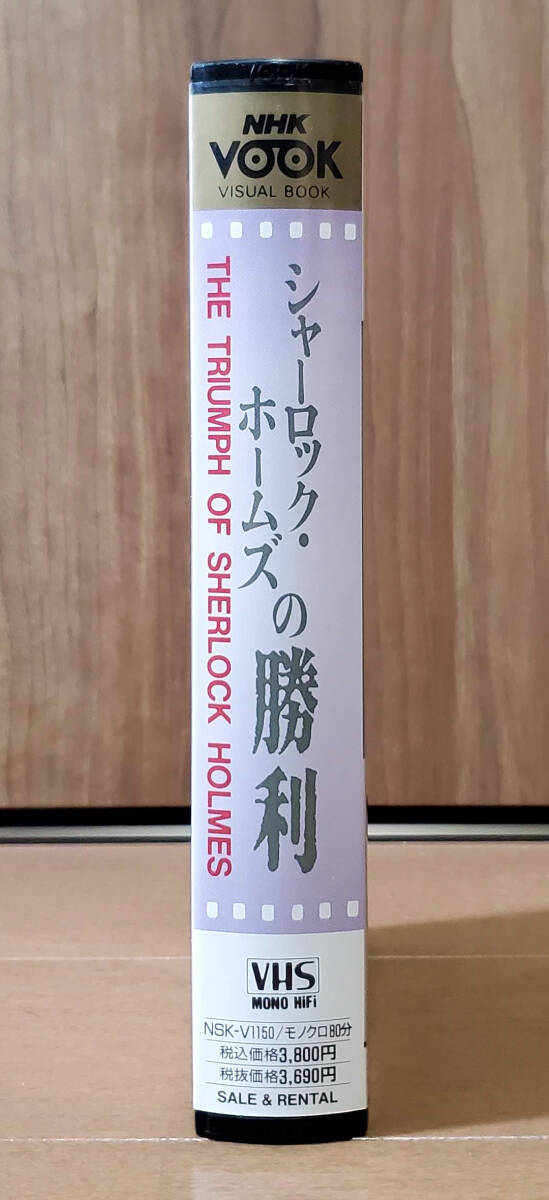 NHK
VOOK
VISUAL BOOK
シャーロック・
ホームズ
の勝利
THE TRIUMPH OF SHERLOCK HOLMES
VHS
MONO HiFi
NSK-V1150/モノクロ80分
税込価格3,800円
税抜価格3,690円
SALE & RENTAL